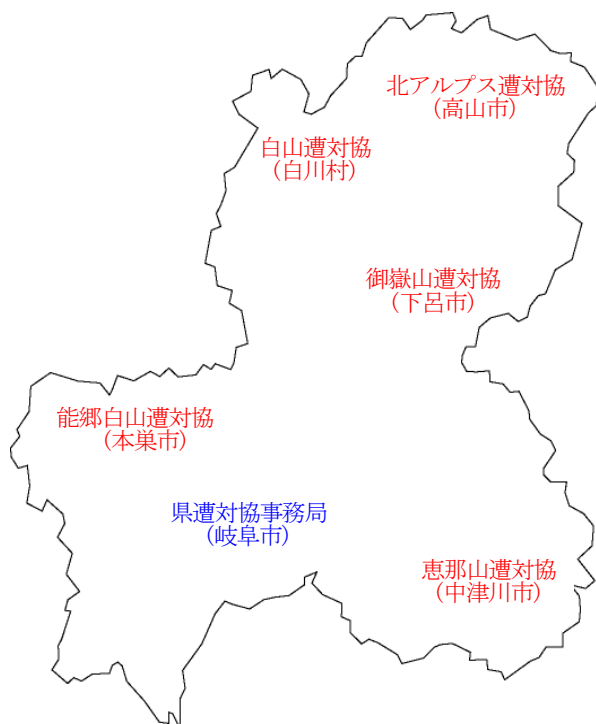 北アルプス遭対協
(高山市)
白山遭対協
(白川村)
御嶽山遭対協
(下呂市)
能郷白山遭対協
(本巣市)
県遭対協事務局
(岐阜市)
恵那山遭対協
(中津川市)